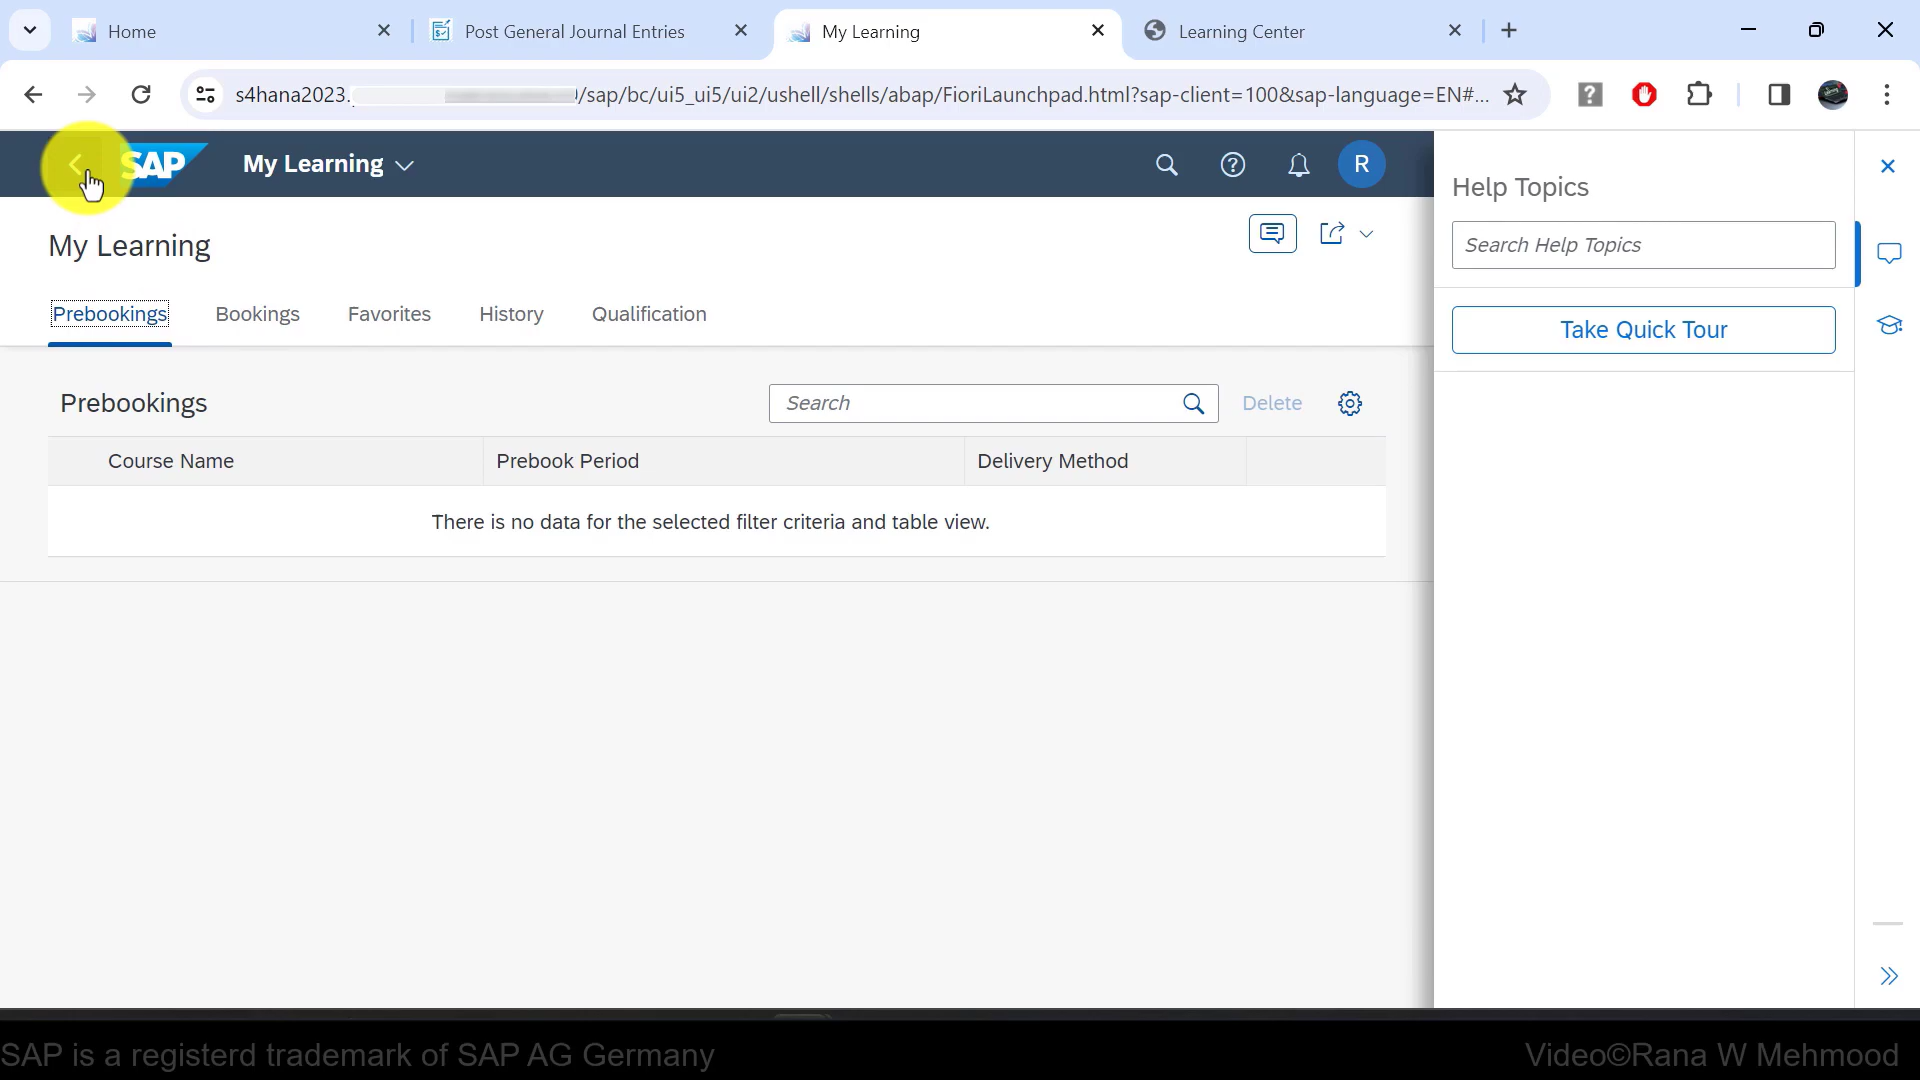 Home
Post General Journal Entries
My Learning
Learning Center
s4hana2023.
/sap/bc/ui5_ui5/ui2/ushell/shells/abap/FioriLaunchpad.html?sap-client=100&sap-language=EN#...
SAP
My Learning
R
My Learning
Prebookings
Bookings
Favorites
History
Qualification
Prebookings
Search
Delete
Course Name
Prebook Period
Delivery Method
There is no data for the selected filter criteria and table view.
Help Topics
Search Help Topics
Take Quick Tour
SAP is a registerd trademark of SAP AG Germany
Video©Rana W Mehmood